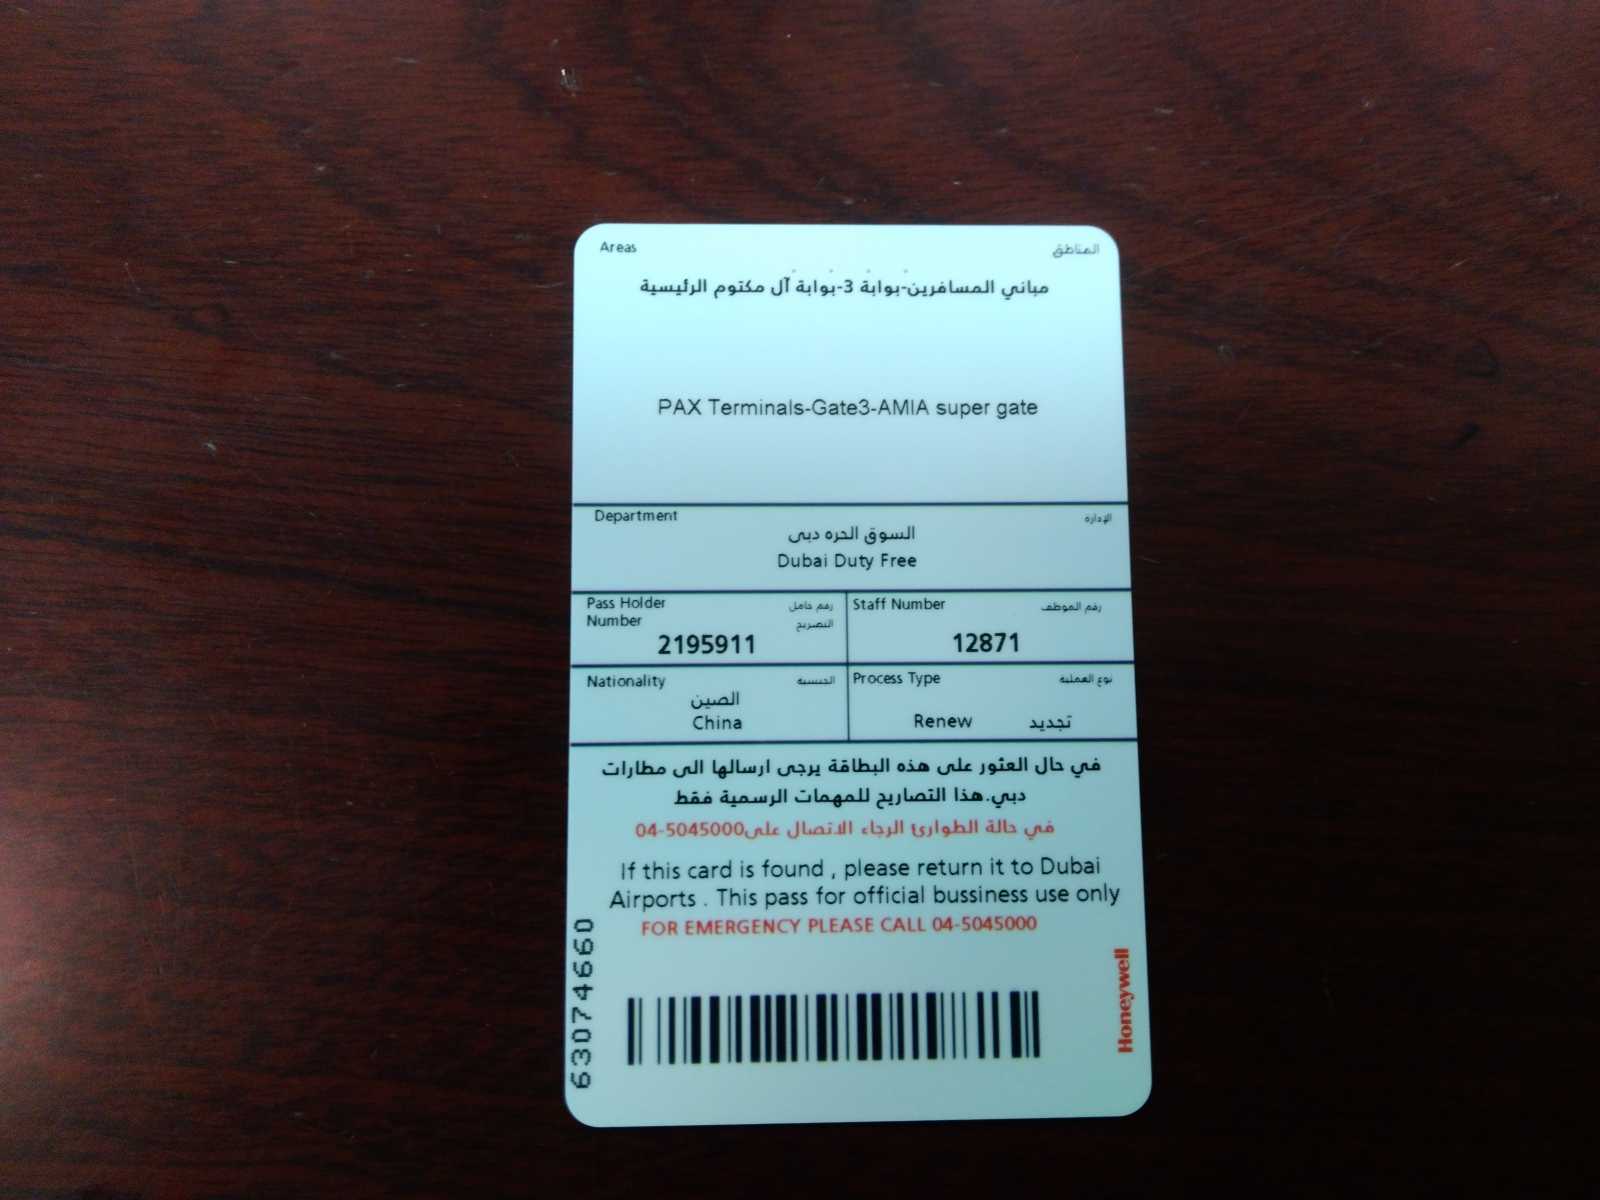 Areas المناطق
مباني المسافرين-بوابة 3-بوابة آل مكتوم الرئيسية
PAX Terminals-Gate3-AMIA super gate
Department الإدارة
السوق الحره دبى
Dubai Duty Free
Pass Holder رقم حامل
Number التصريح
2195911
Staff Number رقم الموظف
12871
Nationality الجنسية
الصين
China
Process Type نوع العملية
Renew تجديد
في حال العثور على هذه البطاقة يرجى ارسالها الى مطارات
دبي.هذا التصاريح للمهمات الرسمية فقط
في حالة الطوارئ الرجاء الاتصال على04-5045000
If this card is found , please return it to Dubai
Airports . This pass for official bussiness use only
FOR EMERGENCY PLEASE CALL 04-5045000
63074660
Honeywell